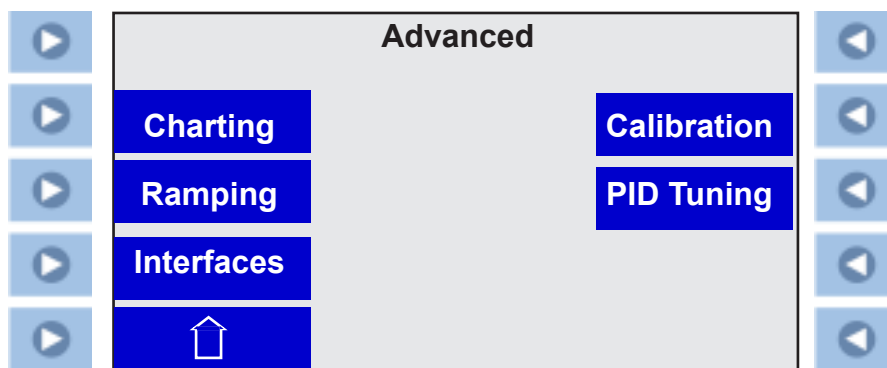 Advanced
Charting
Calibration
Ramping
PID Tuning
Interfaces